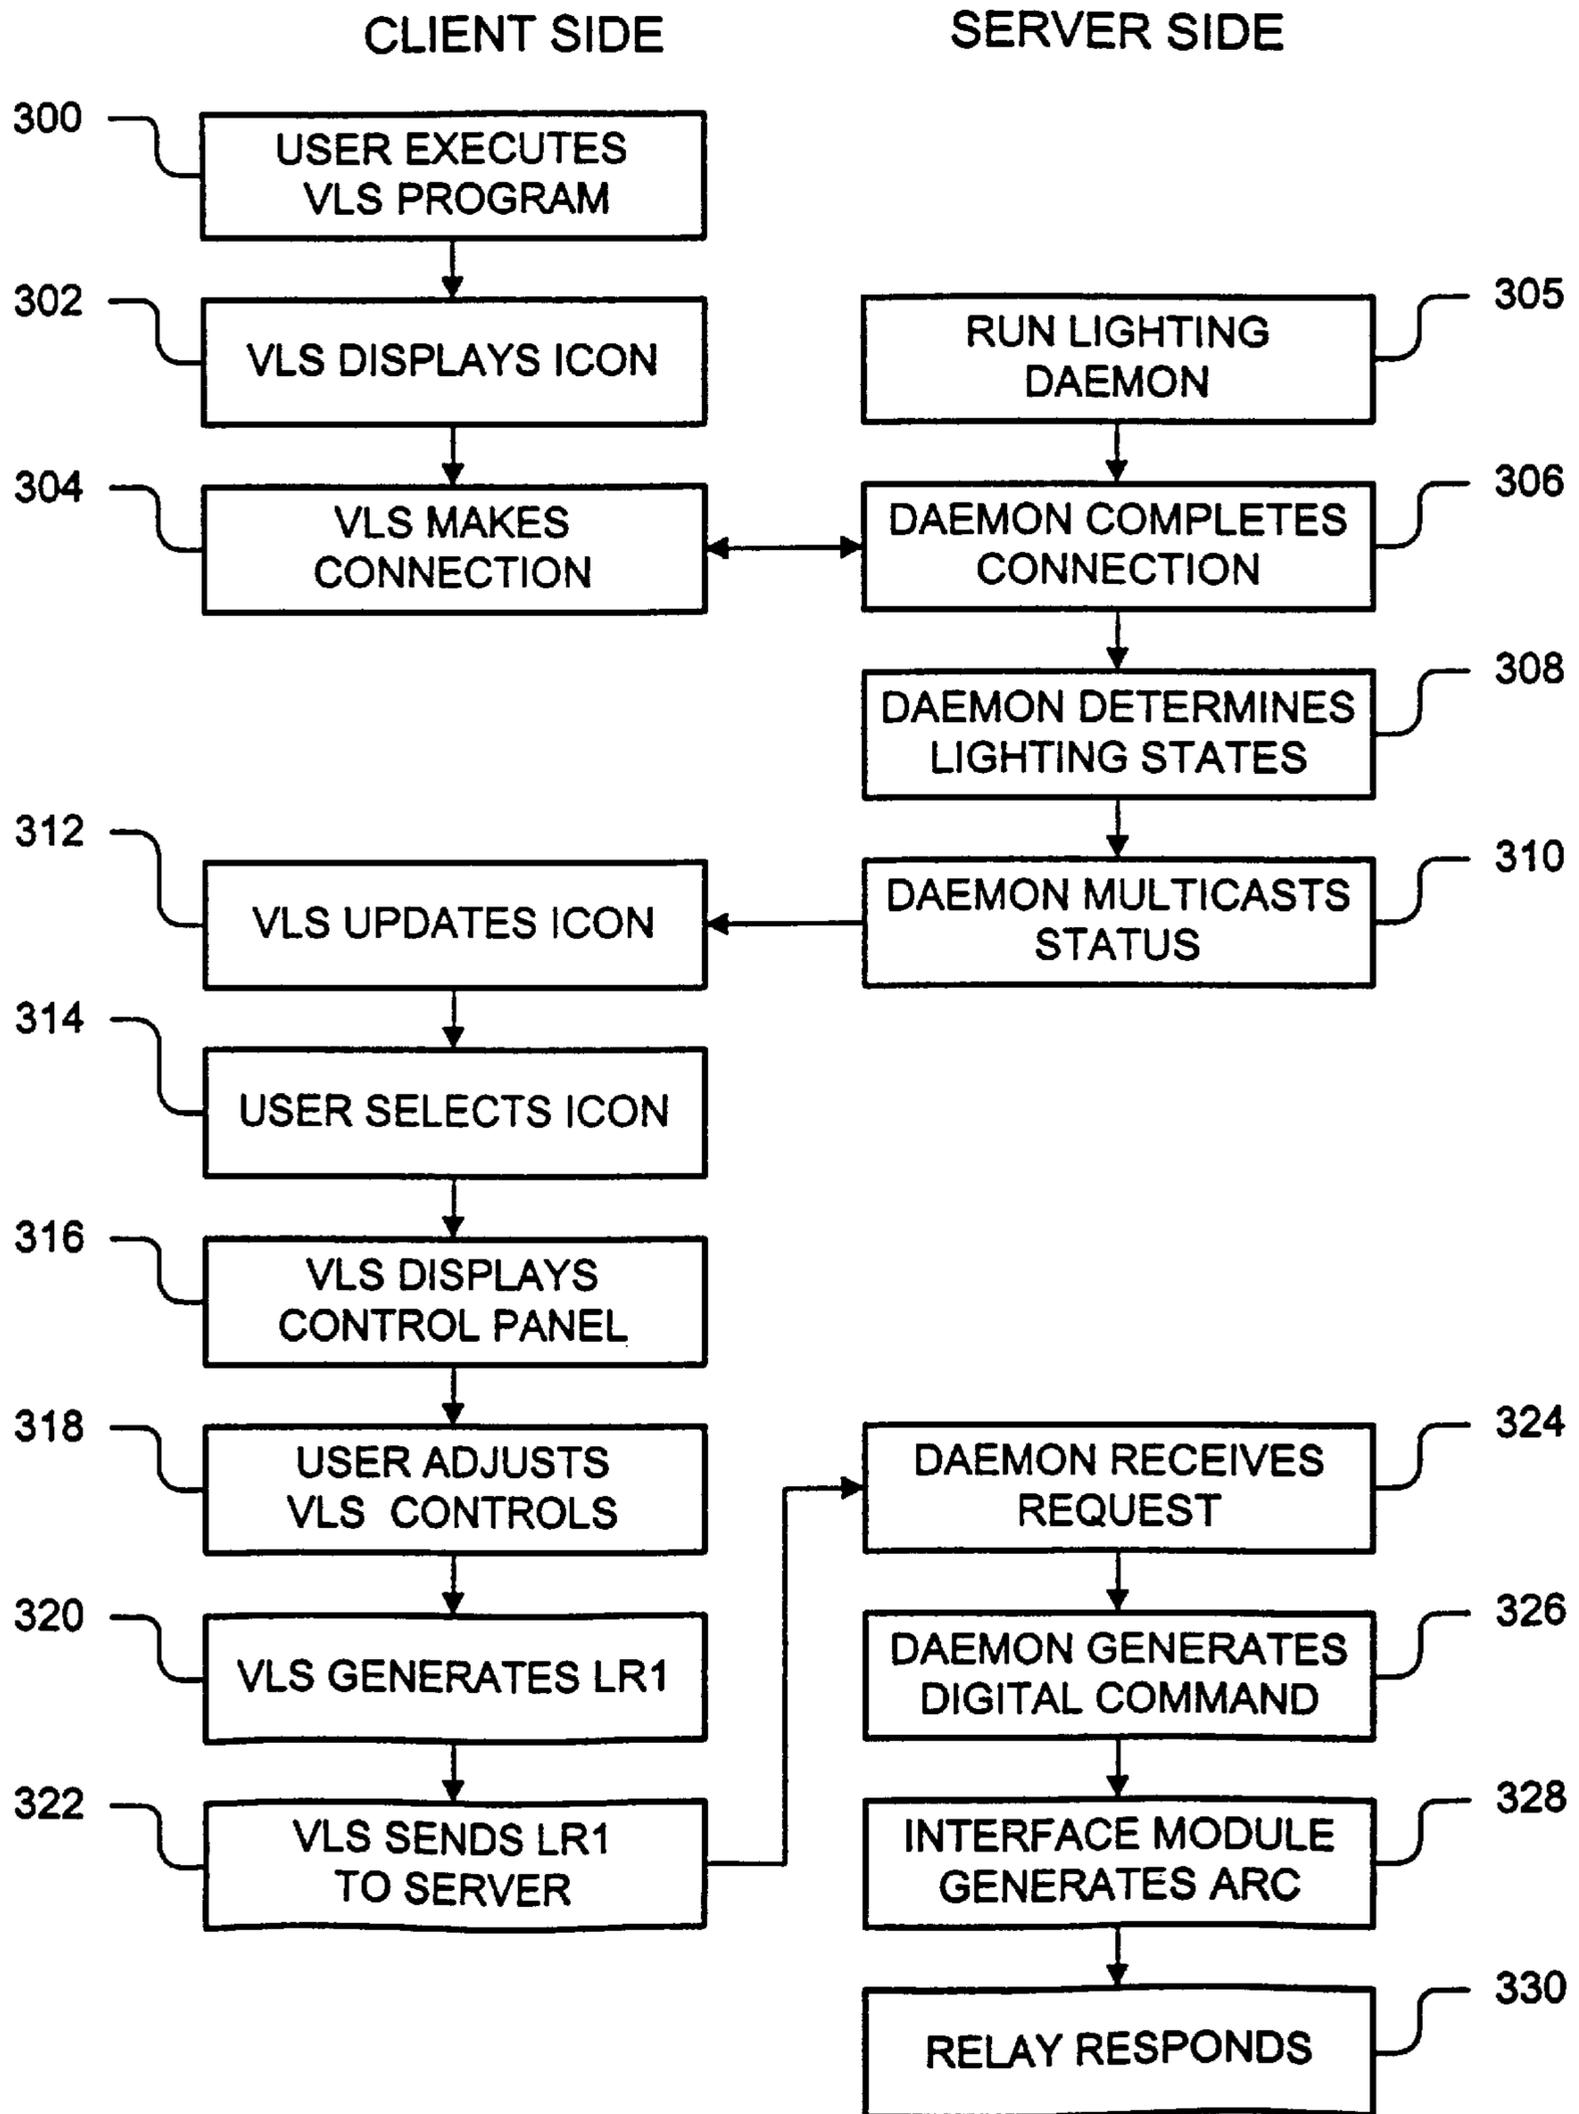 CLIENT SIDE
SERVER SIDE
300
USER EXECUTES
VLS PROGRAM
302
VLS DISPLAYS ICON
RUN LIGHTING
DAEMON
305
304
VLS MAKES
CONNECTION
DAEMON COMPLETES
CONNECTION
306
DAEMON DETERMINES
LIGHTING STATES
308
312
VLS UPDATES ICON
DAEMON MULTICASTS
STATUS
310
314
USER SELECTS ICON
316
VLS DISPLAYS
CONTROL PANEL
318
USER ADJUSTS
VLS CONTROLS
DAEMON RECEIVES
REQUEST
324
320
VLS GENERATES LR1
DAEMON GENERATES
DIGITAL COMMAND
326
322
VLS SENDS LR1
TO SERVER
INTERFACE MODULE
GENERATES ARC
328
RELAY RESPONDS
330